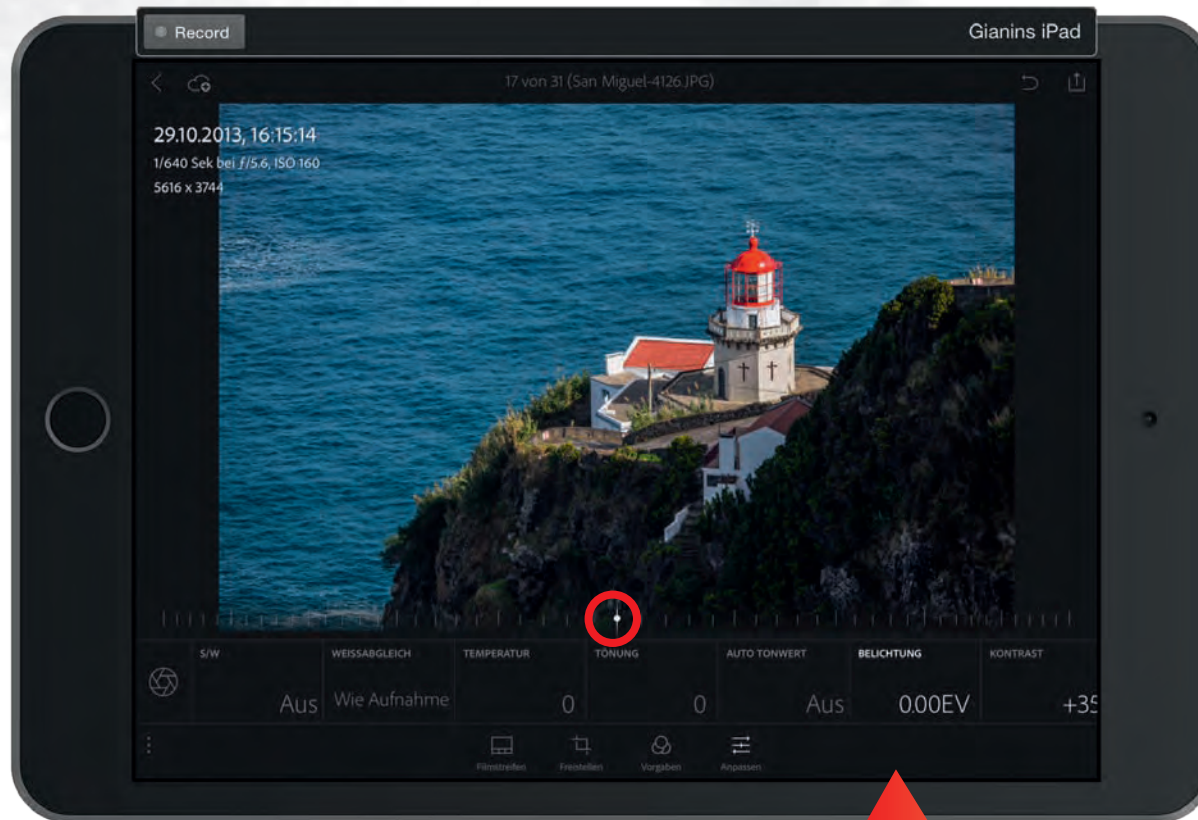 Record
Gianins iPad
17 von 31 (San Miguel-4126.JPG)
29.10.2013, 16:15:14
1/640 Sek bei ƒ/5.6, ISO 160
5616 x 3744
S/W
WEISSABGLEICH
TEMPERATUR
TÖNUNG
AUTO TONWERT
BELICHTUNG
KONTRAST
Aus
Wie Aufnahme
0
0
Aus
0.00EV
+35
Filmstreifen
Freistellen
Vorgaben
Anpassen